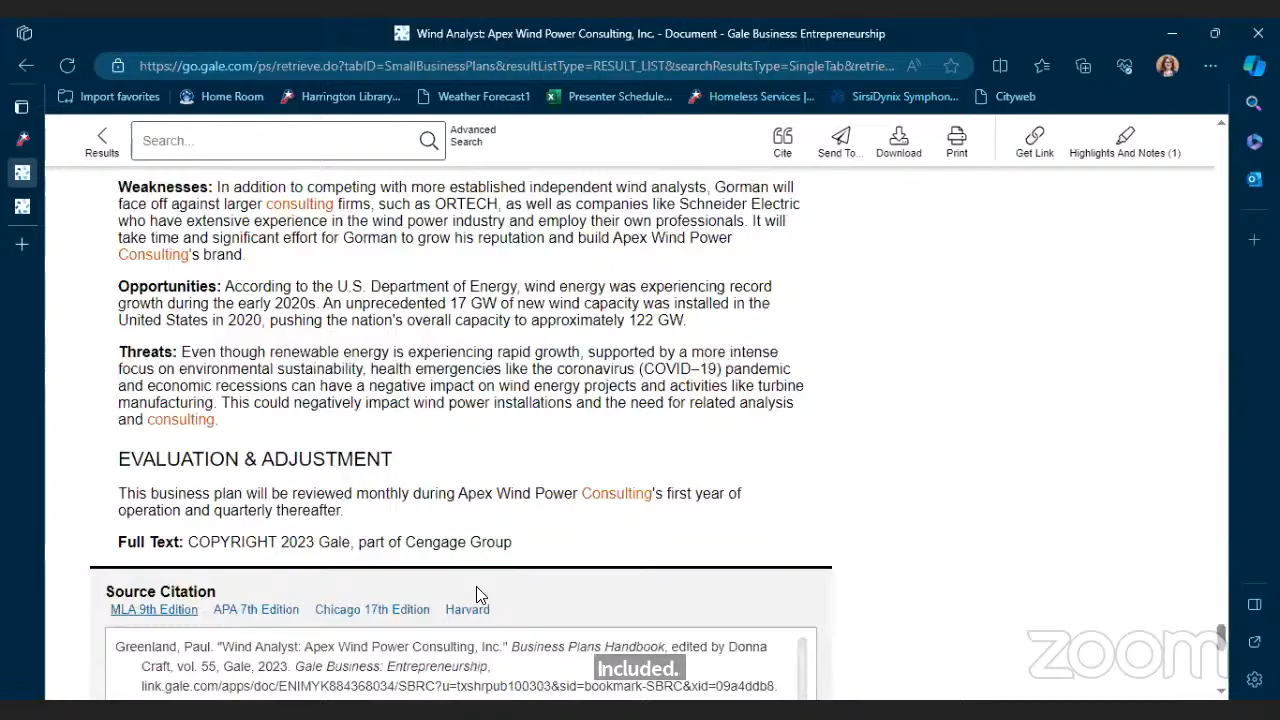 Wind Analyst: Apex Wind Power Consulting, Inc. - Document - Gale Business: Entrepreneurship
https://go.gale.com/ps/retrieve.do?tabID=SmallBusinessPlans&resultListType=RESULT_LIST&searchResultsType=SingleTab&retrie...
Import favorites Home Room Harrington Library... Weather Forecast1 Presenter Schedule... Homeless Services |... SirsiDynix Symphon... Cityweb
Results Search... Advanced Search Cite Send To... Download Print Get Link Highlights And Notes (1)
Weaknesses: In addition to competing with more established independent wind analysts, Gorman will
face off against larger consulting firms, such as ORTECH, as well as companies like Schneider Electric
who have extensive experience in the wind power industry and employ their own professionals. It will
take time and significant effort for Gorman to grow his reputation and build Apex Wind Power
Consulting's brand.
Opportunities: According to the U.S. Department of Energy, wind energy was experiencing record
growth during the early 2020s. An unprecedented 17 GW of new wind capacity was installed in the
United States in 2020, pushing the nation's overall capacity to approximately 122 GW.
Threats: Even though renewable energy is experiencing rapid growth, supported by a more intense
focus on environmental sustainability, health emergencies like the coronavirus (COVID–19) pandemic
and economic recessions can have a negative impact on wind energy projects and activities like turbine
manufacturing. This could negatively impact wind power installations and the need for related analysis
and consulting.
EVALUATION & ADJUSTMENT
This business plan will be reviewed monthly during Apex Wind Power Consulting's first year of
operation and quarterly thereafter.
Full Text: COPYRIGHT 2023 Gale, part of Cengage Group
Source Citation
MLA 9th Edition APA 7th Edition Chicago 17th Edition Harvard
Greenland, Paul. "Wind Analyst: Apex Wind Power Consulting, Inc." Business Plans Handbook, edited by Donna
Craft, vol. 55, Gale, 2023. Gale Business: Entrepreneurship,
link.gale.com/apps/doc/ENIMYK884368034/SBRC?u=txshrpub100303&sid=bookmark-SBRC&xid=09a4ddb8.
Included.
zoom